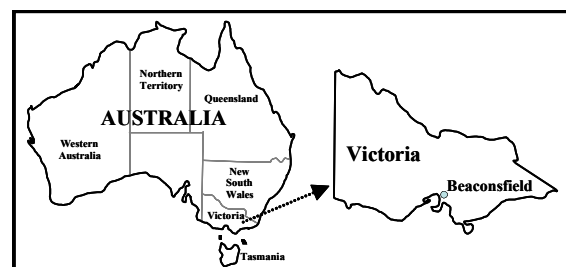 Northern
Territory
AUSTRALIA
Queensland
Western
Australia
New
South
Wales
Victoria
Tasmania
Victoria
Beaconsfield